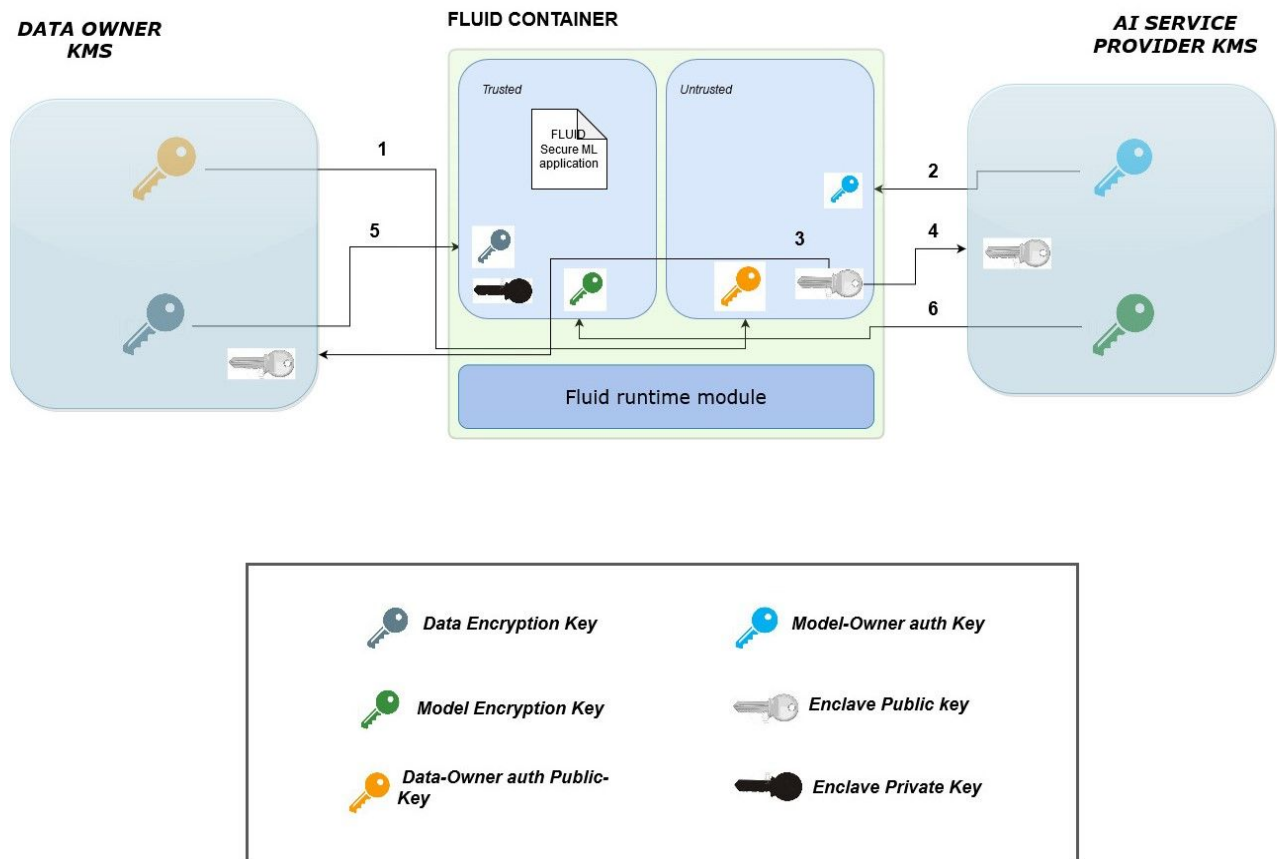 DATA OWNER
KMS
FLUID CONTAINER
AI SERVICE
PROVIDER KMS
Trusted
Untrusted
FLUID
Secure ML
application
1
2
5
3
4
6
Fluid runtime module
Data Encryption Key
Model-Owner auth Key
Model Encryption Key
Enclave Public key
Data-Owner auth Public-
Key
Enclave Private Key